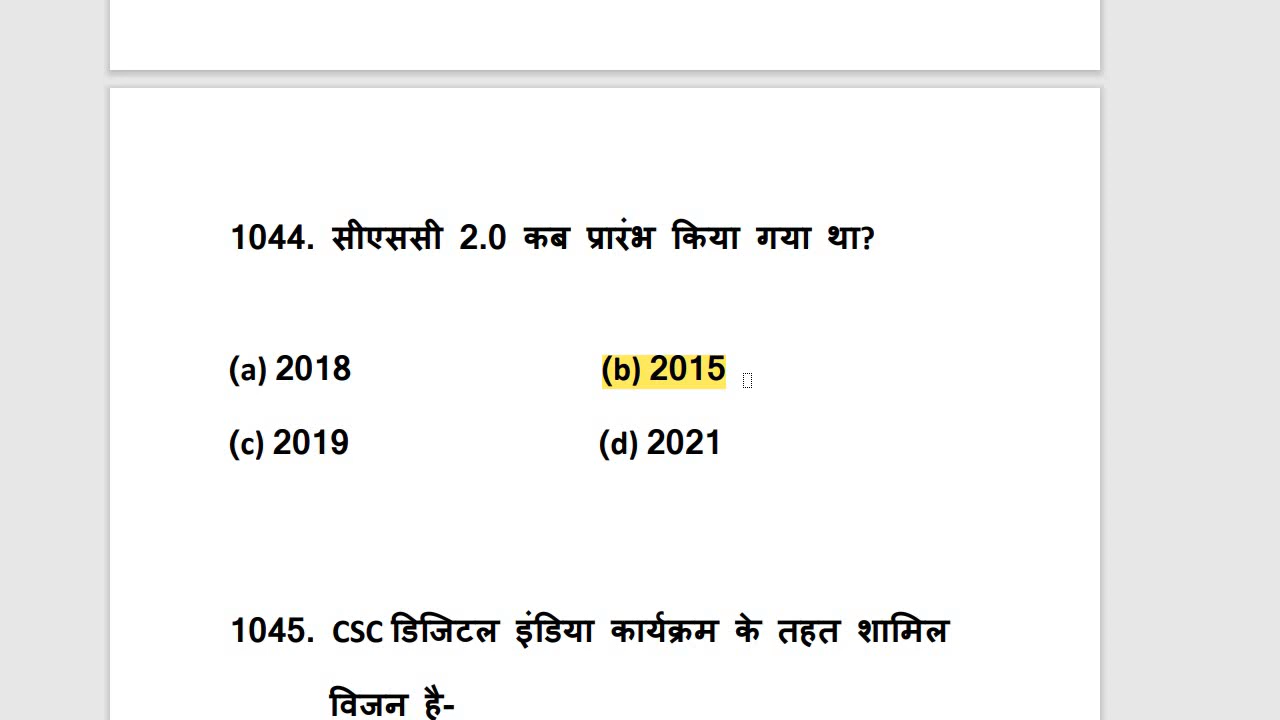 1044. सीएससी 2.0 कब प्रारंभ किया गया था?
(a) 2018 (b) 2015
(c) 2019 (d) 2021
1045. CSC डिजिटल इंडिया कार्यक्रम के तहत शामिल
विजन है-